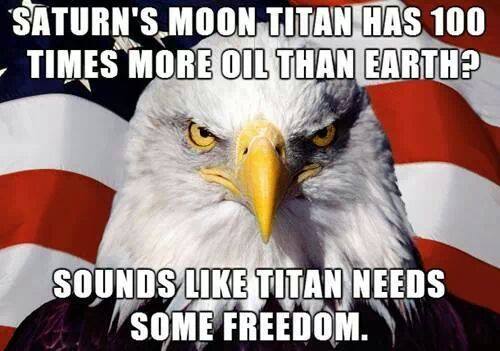 SATURN'S MOON TITAN HAS 100
TIMES MORE OIL THAN EARTH?
SOUNDS LIKE TITAN NEEDS
SOME FREEDOM.